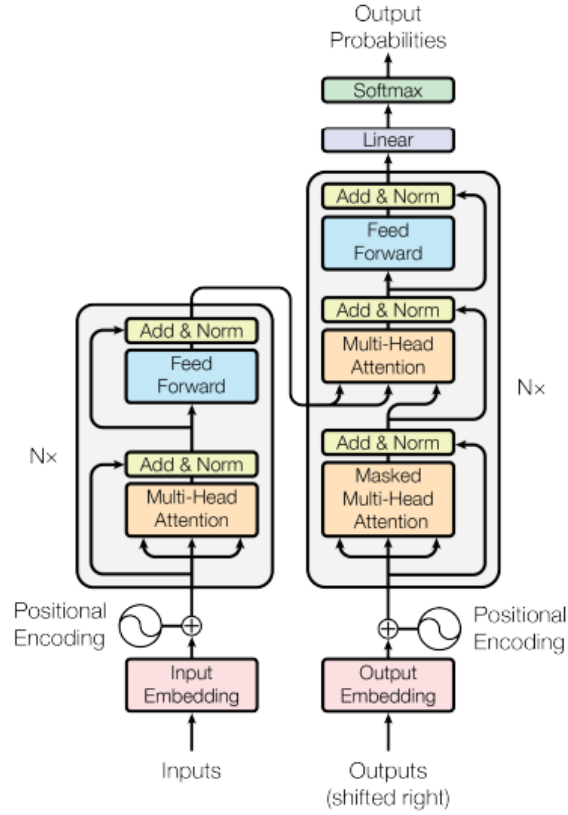 Output
Probabilities
Softmax
Linear
Add & Norm
Feed
Forward
Add & Norm
Multi-Head
Attention
Add & Norm
Masked
Multi-Head
Attention
N×
Add & Norm
Feed
Forward
Add & Norm
Multi-Head
Attention
N×
Positional
Encoding
Positional
Encoding
Input
Embedding
Output
Embedding
Inputs
Outputs
(shifted right)